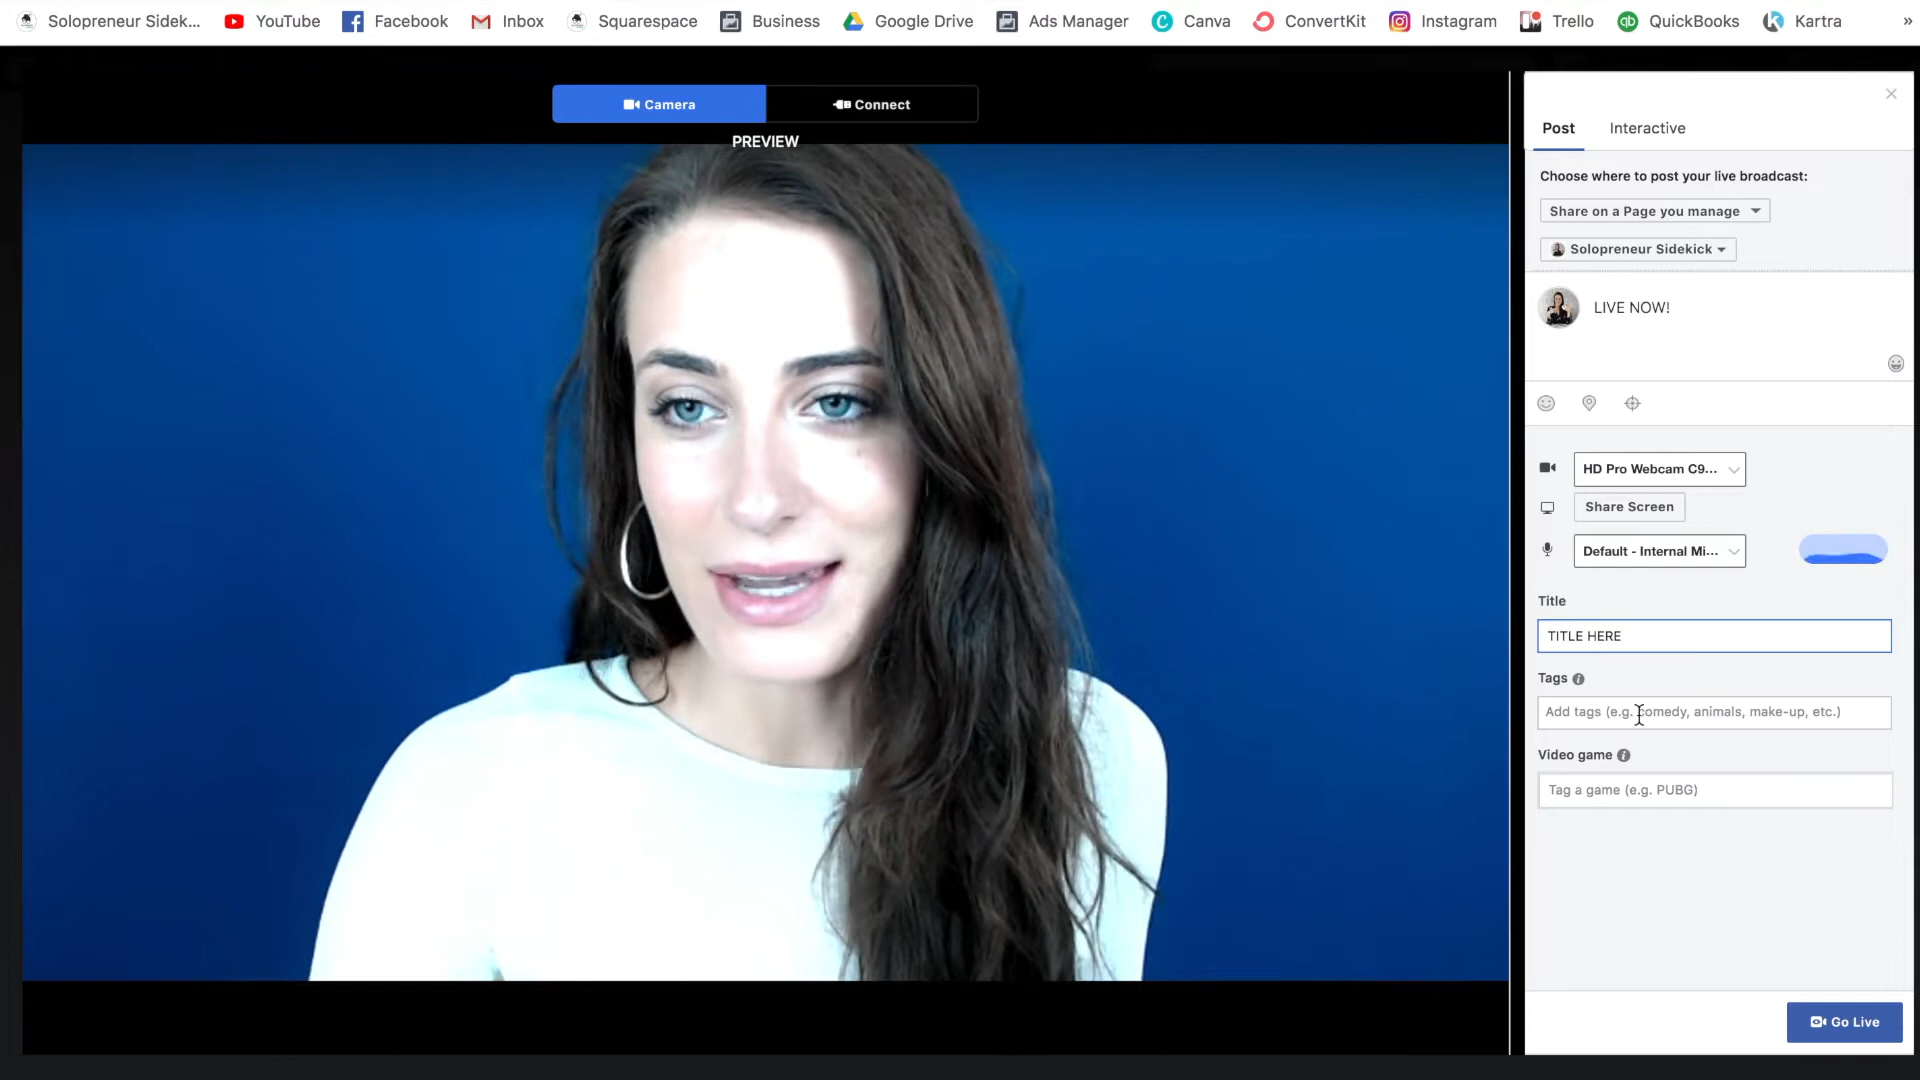 Solopreneur Sidek... YouTube Facebook Inbox Squarespace Business Google Drive Ads Manager Canva ConvertKit Instagram Trello QuickBooks Kartra »
Camera Connect
PREVIEW
Post Interactive
Choose where to post your live broadcast:
Share on a Page you manage
Solopreneur Sidekick
LIVE NOW!
HD Pro Webcam C9...
Share Screen
Default - Internal Mi...
Title
TITLE HERE
Tags
Add tags (e.g. comedy, animals, make-up, etc.)
Video game
Tag a game (e.g. PUBG)
Go Live